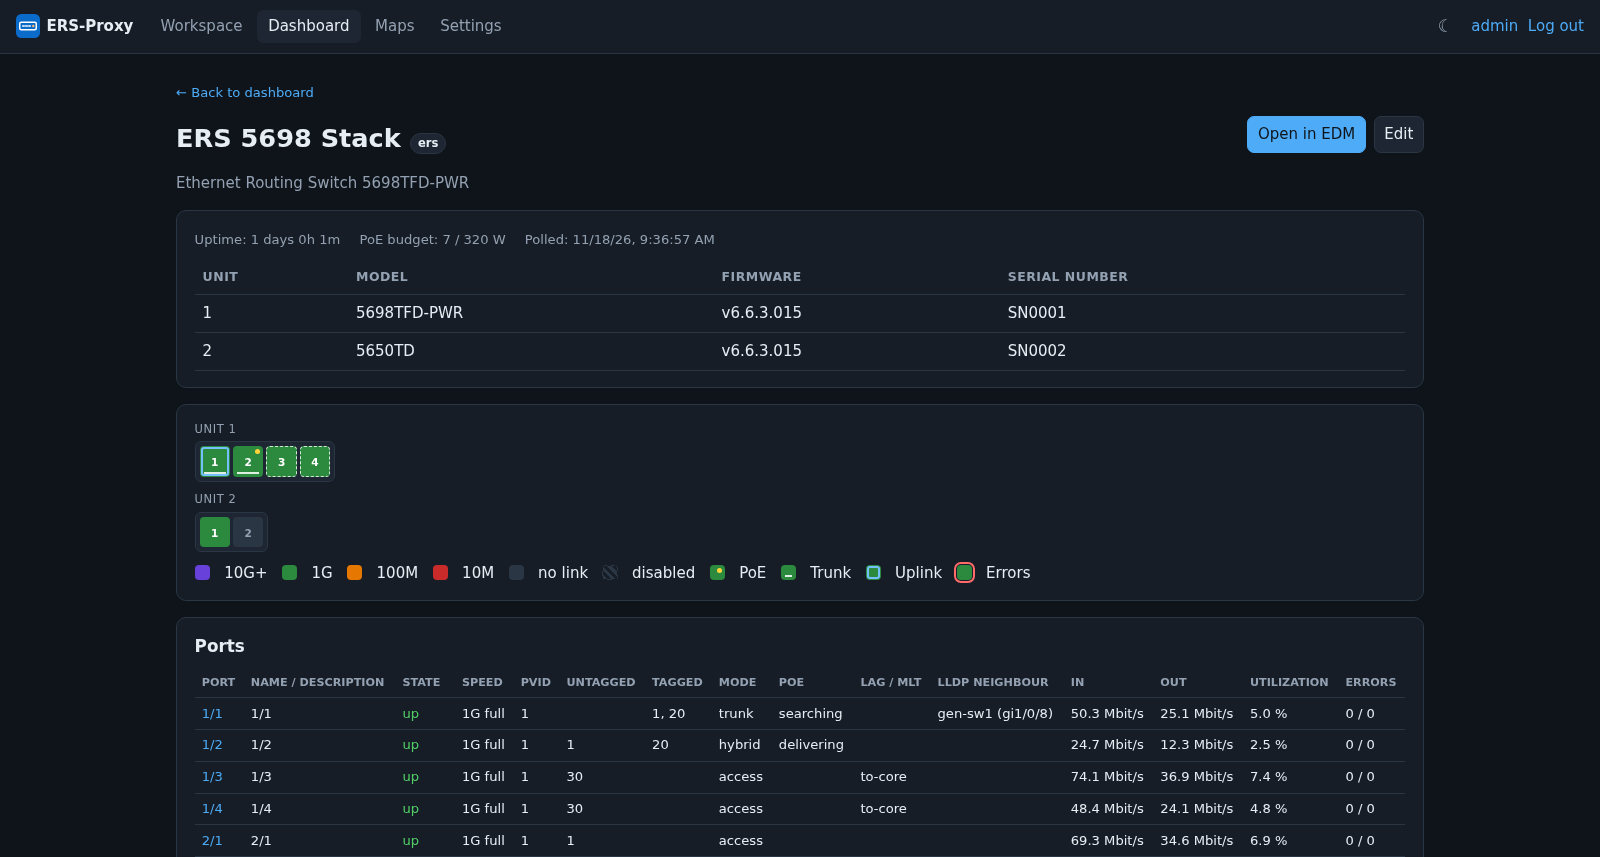 ERS-Proxy Workspace Dashboard Maps Settings admin Log out
← Back to dashboard
ERS 5698 Stack ers Open in EDM Edit
Ethernet Routing Switch 5698TFD-PWR
Uptime: 1 days 0h 1m PoE budget: 7 / 320 W Polled: 11/18/26, 9:36:57 AM
UNIT MODEL FIRMWARE SERIAL NUMBER
1 5698TFD-PWR v6.6.3.015 SN0001
2 5650TD v6.6.3.015 SN0002
UNIT 1
1 2 3 4
UNIT 2
1 2
10G+ 1G 100M 10M no link disabled PoE Trunk Uplink Errors
Ports
PORT NAME / DESCRIPTION STATE SPEED PVID UNTAGGED TAGGED MODE POE LAG / MLT LLDP NEIGHBOUR IN OUT UTILIZATION ERRORS
1/1 1/1 up 1G full 1 1, 20 trunk searching gen-sw1 (gi1/0/8) 50.3 Mbit/s 25.1 Mbit/s 5.0 % 0 / 0
1/2 1/2 up 1G full 1 1 20 hybrid delivering 24.7 Mbit/s 12.3 Mbit/s 2.5 % 0 / 0
1/3 1/3 up 1G full 1 30 access to-core 74.1 Mbit/s 36.9 Mbit/s 7.4 % 0 / 0
1/4 1/4 up 1G full 1 30 access to-core 48.4 Mbit/s 24.1 Mbit/s 4.8 % 0 / 0
2/1 2/1 up 1G full 1 1 access 69.3 Mbit/s 34.6 Mbit/s 6.9 % 0 / 0